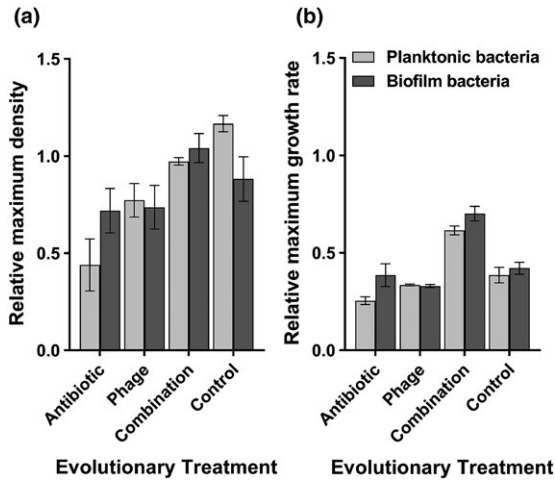 (a)
Relative maximum density
1.5
1.0
0.5
0.0
Antibiotic
Phage
Combination
Control
Evolutionary Treatment
(b)
Planktonic bacteria
Biofilm bacteria
Relative maximum growth rate
1.5
1.0
0.5
0.0
Antibiotic
Phage
Combination
Control
Evolutionary Treatment